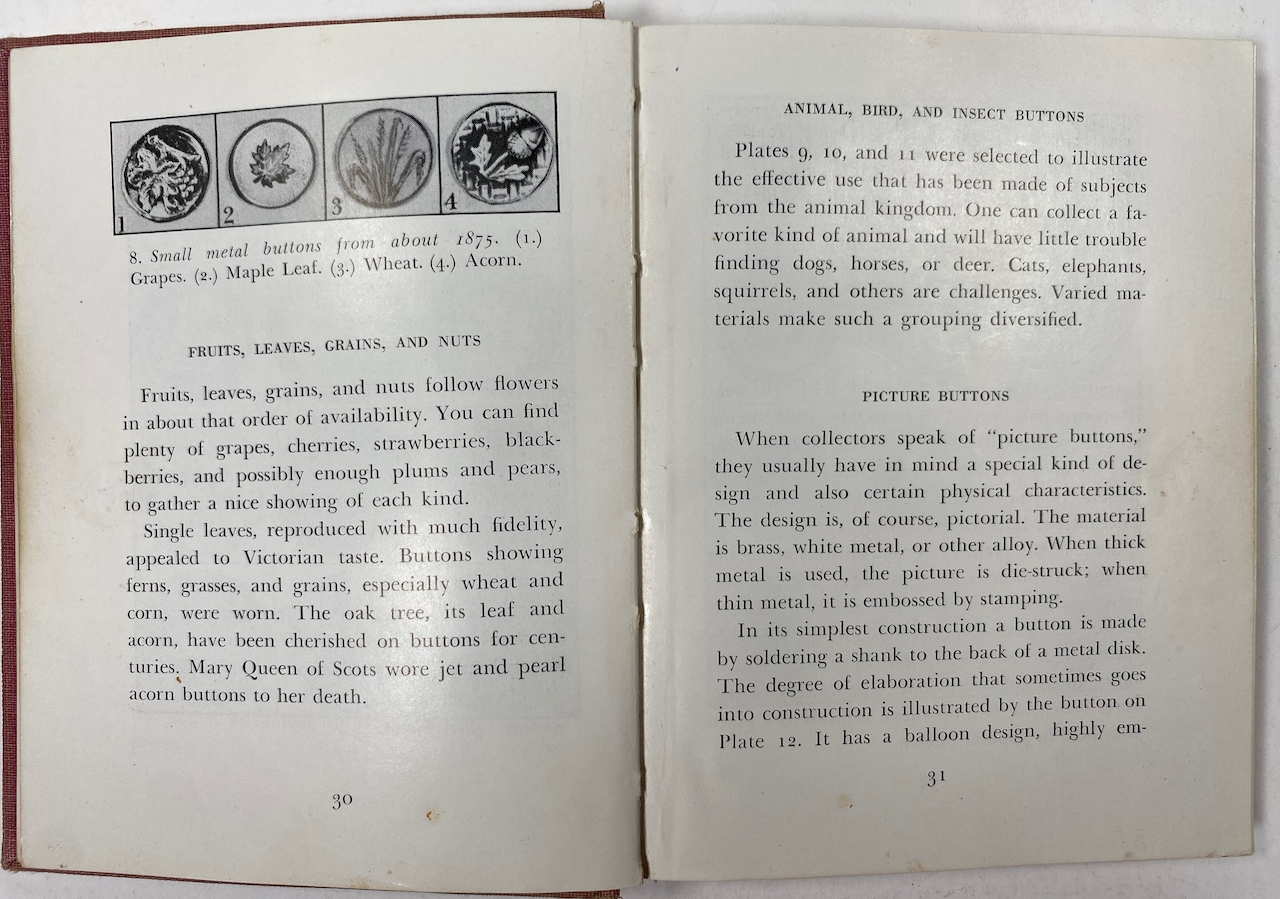 1
2
3
4
8. Small metal buttons from about 1875. (1.)
Grapes. (2.) Maple Leaf. (3.) Wheat. (4.) Acorn.
FRUITS, LEAVES, GRAINS, AND NUTS
Fruits, leaves, grains, and nuts follow flowers
in about that order of availability. You can find
plenty of grapes, cherries, strawberries, black-
berries, and possibly enough plums and pears,
to gather a nice showing of each kind.
Single leaves, reproduced with much fidelity,
appealed to Victorian taste. Buttons showing
ferns, grasses, and grains, especially wheat and
corn, were worn. The oak tree, its leaf and
acorn, have been cherished on buttons for cen-
turies. Mary Queen of Scots wore jet and pearl
acorn buttons to her death.
30
ANIMAL, BIRD, AND INSECT BUTTONS
Plates 9, 10, and 11 were selected to illustrate
the effective use that has been made of subjects
from the animal kingdom. One can collect a fa-
vorite kind of animal and will have little trouble
finding dogs, horses, or deer. Cats, elephants,
squirrels, and others are challenges. Varied ma-
terials make such a grouping diversified.
PICTURE BUTTONS
When collectors speak of “picture buttons,”
they usually have in mind a special kind of de-
sign and also certain physical characteristics.
The design is, of course, pictorial. The material
is brass, white metal, or other alloy. When thick
metal is used, the picture is die-struck; when
thin metal, it is embossed by stamping.
In its simplest construction a button is made
by soldering a shank to the back of a metal disk.
The degree of elaboration that sometimes goes
into construction is illustrated by the button on
Plate 12. It has a balloon design, highly em-
31